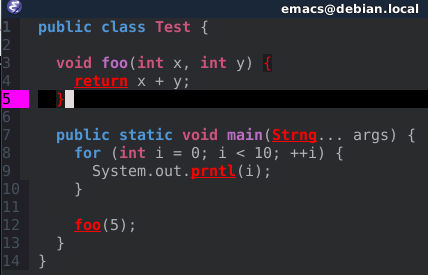 emacs@debian.local
1 public class Test {
2
3 void foo(int x, int y) {
4 return x + y;
5 }
6
7 public static void main(Strng... args) {
8 for (int i = 0; i < 10; ++i) {
9 System.out.prntl(i);
10 }
11
12 foo(5);
13 }
14 }